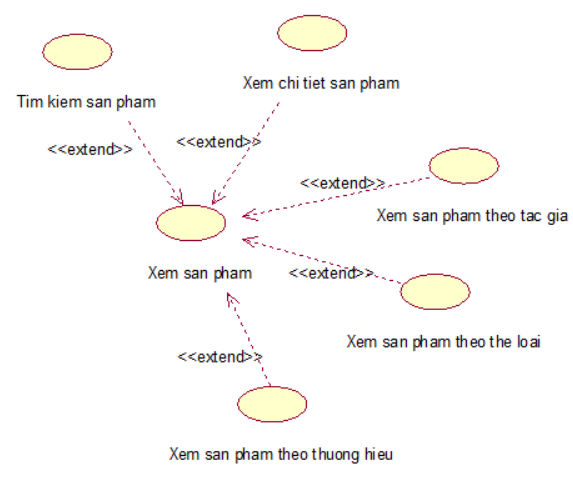 Tim kiem san pham
Xem chi tiet san pham
<<extend>>
<<extend>>
<<extend>>
Xem san pham theo tac gia
Xem san pham
<<extend>>
Xem san pham theo the loai
<<extend>>
Xem san pham theo thuong hieu